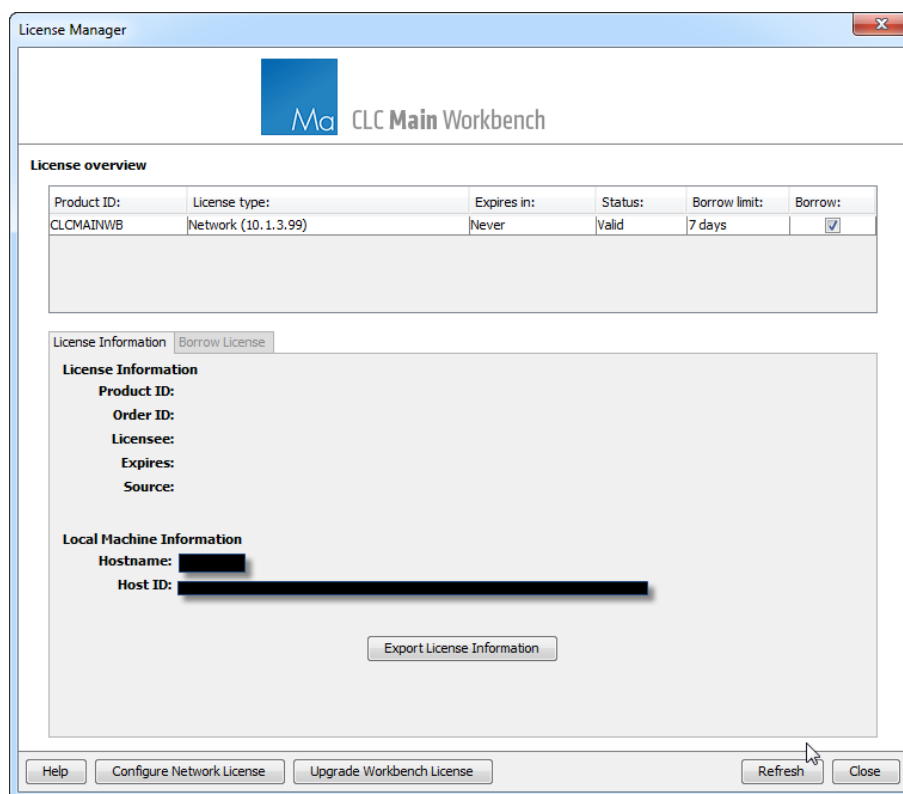 License Manager
Ma CLC Main Workbench
License overview
Product ID: License type: Expires in: Status: Borrow limit: Borrow:
CLCMAINWB Network (10.1.3.99) Never Valid 7 days
License Information Borrow License
License Information
Product ID:
Order ID:
Licensee:
Expires:
Source:
Local Machine Information
Hostname:
Host ID:
Export License Information
Help Configure Network License Upgrade Workbench License Refresh Close